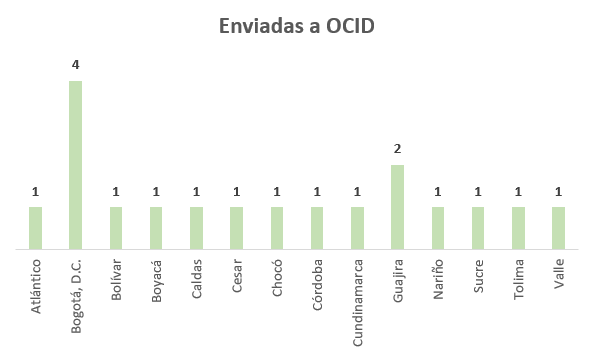 Enviadas a OCID
1
4
1
1
1
1
1
1
1
2
1
1
1
1
Atlántico
Bogotá, D.C.
Bolívar
Boyacá
Caldas
Cesar
Chocó
Córdoba
Cundinamarca
Guajira
Nariño
Sucre
Tolima
Valle